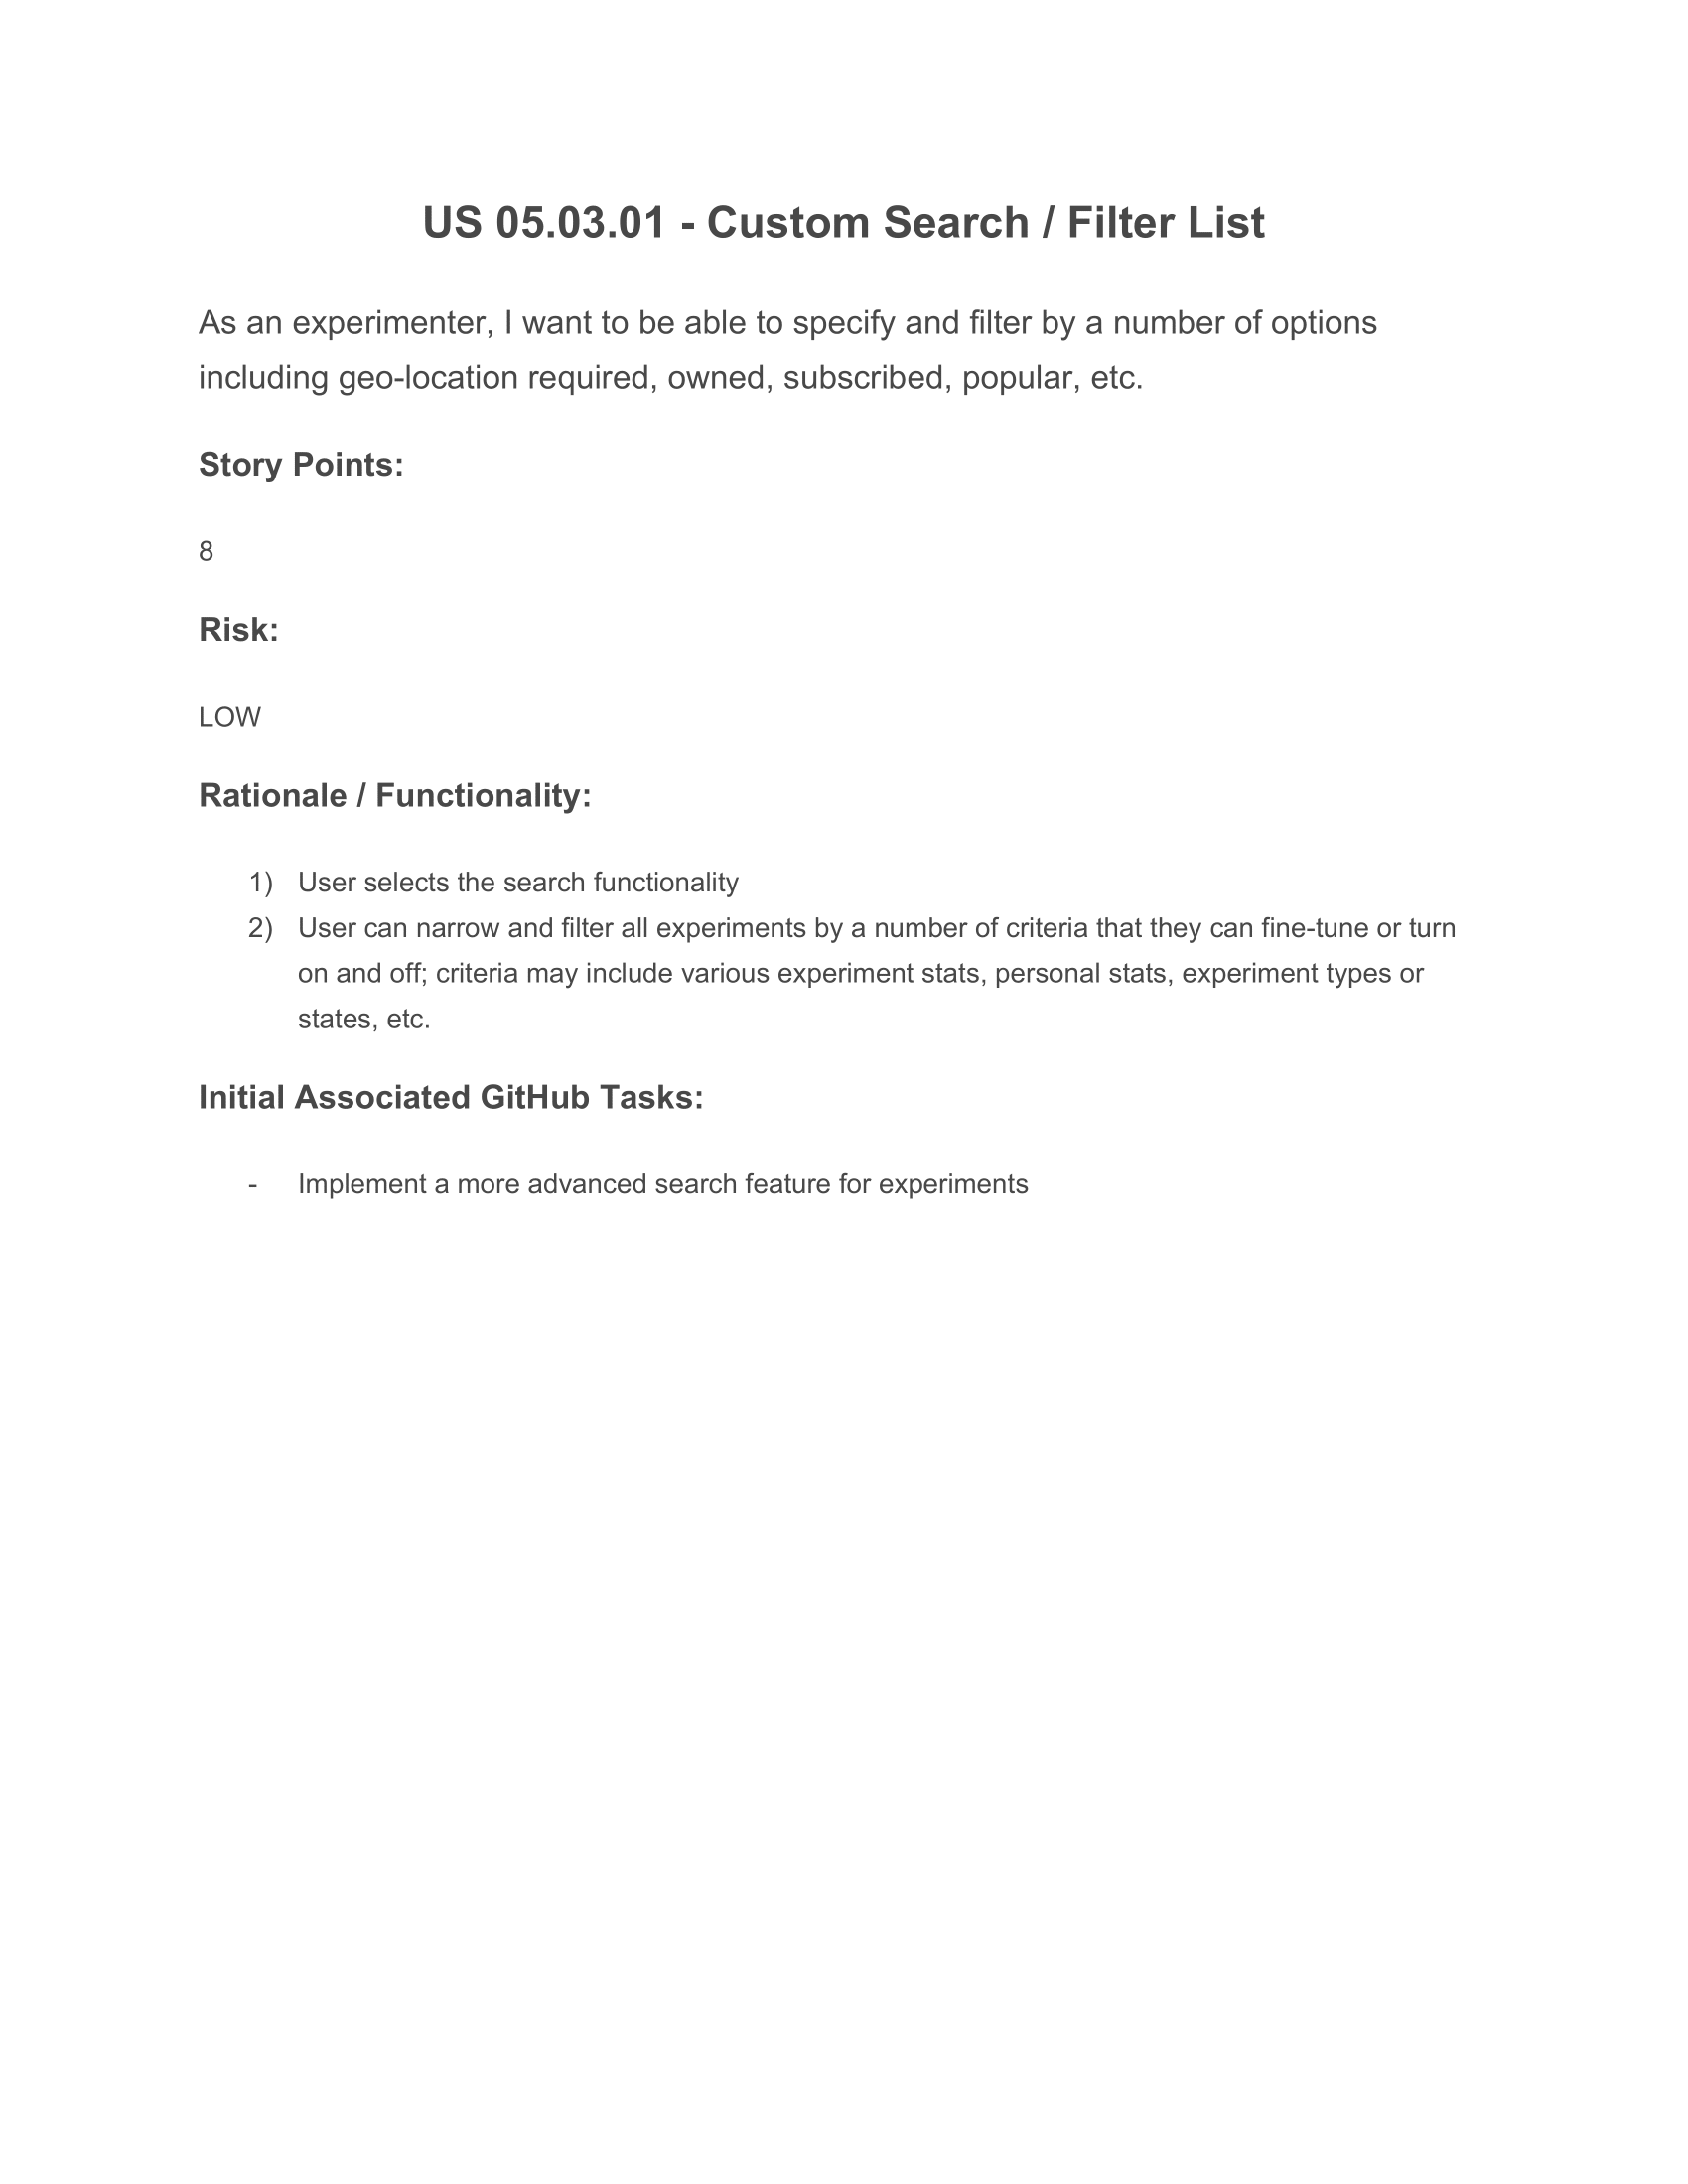 US 05.03.01 - Custom Search / Filter List
As an experimenter, I want to be able to specify and filter by a number of options
including geo-location required, owned, subscribed, popular, etc.
Story Points:
8
Risk:
LOW
Rationale / Functionality:
1) User selects the search functionality
2) User can narrow and filter all experiments by a number of criteria that they can fine-tune or turn
on and off; criteria may include various experiment stats, personal stats, experiment types or
states, etc.
Initial Associated GitHub Tasks:
- Implement a more advanced search feature for experiments